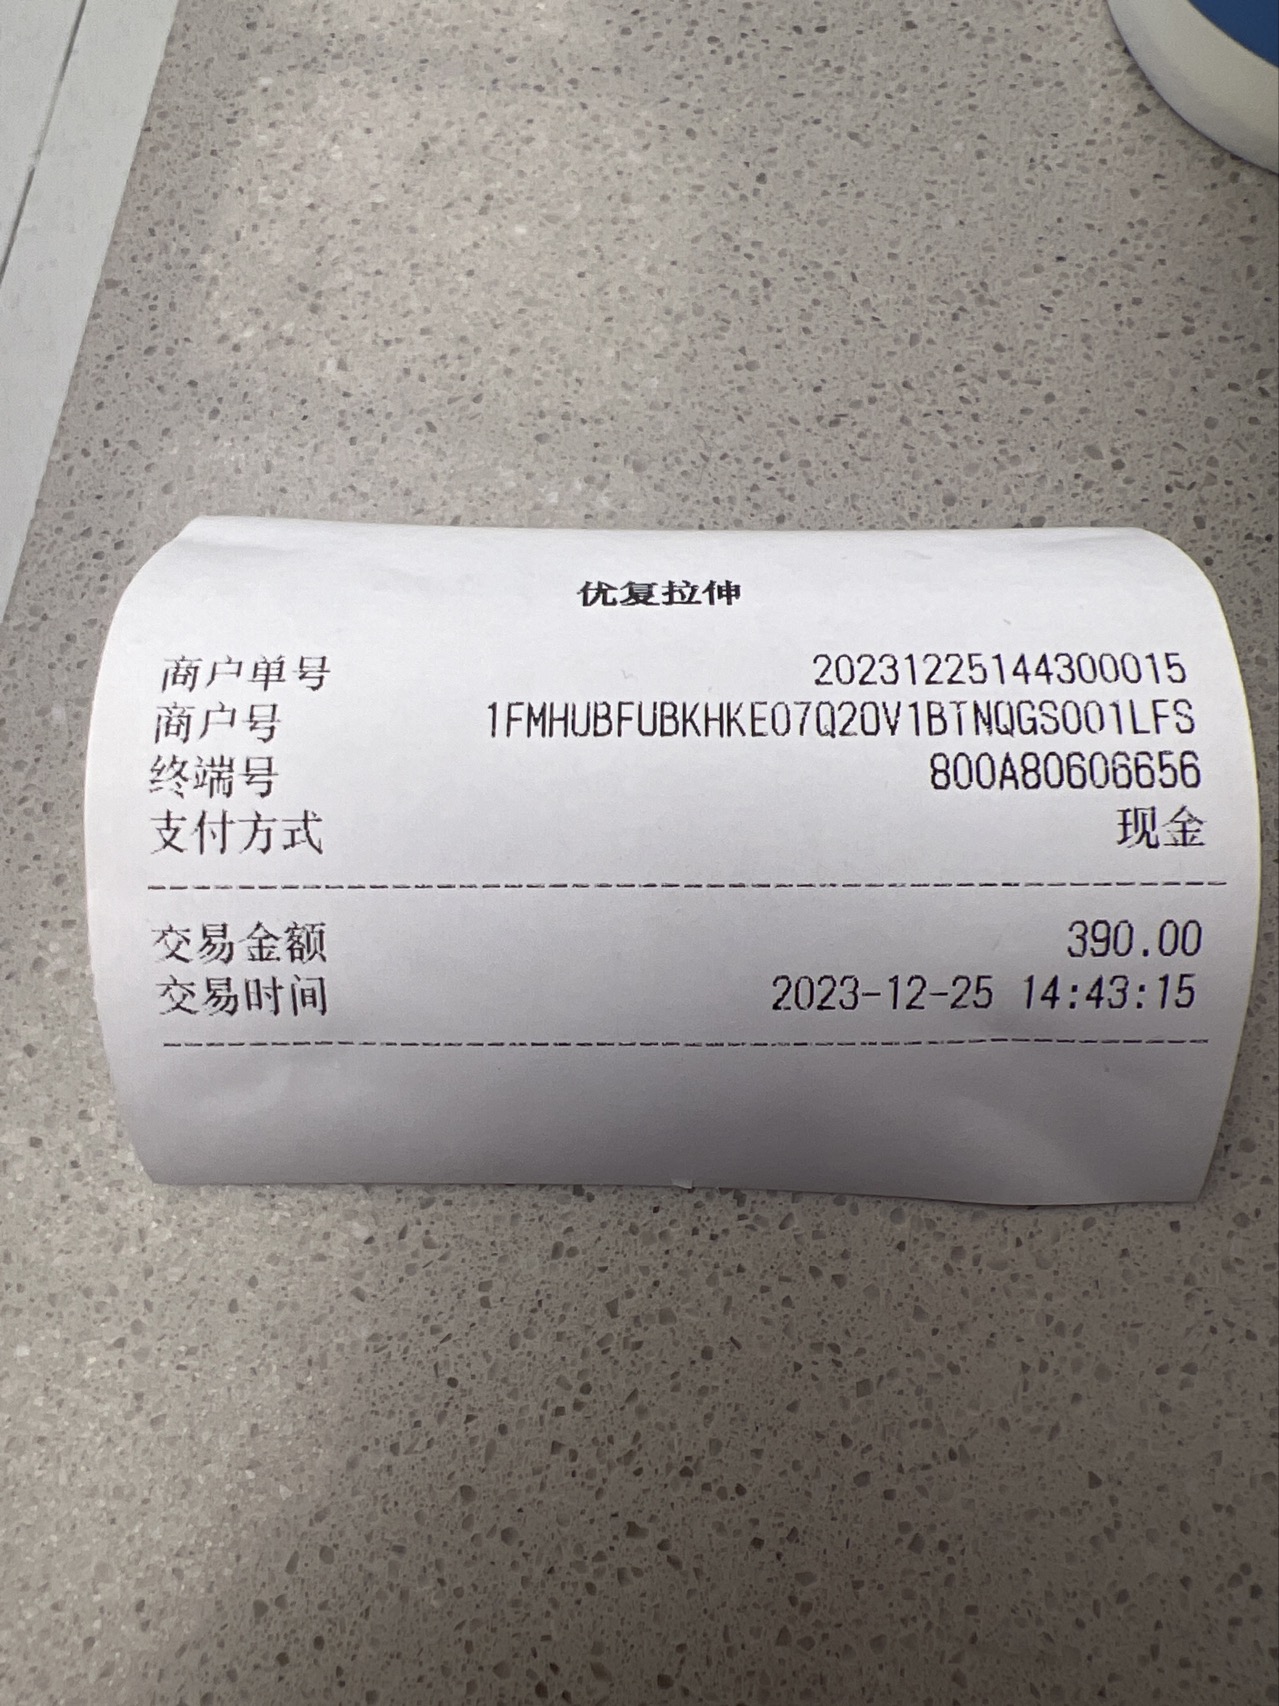 优复拉伸
商户单号 20231225144300015
商户号 1FMHUBFUBKHKE07Q20V1BTNQGS001LFS
终端号 800A80606656
支付方式 现金
交易金额 390.00
交易时间 2023-12-25 14:43:15